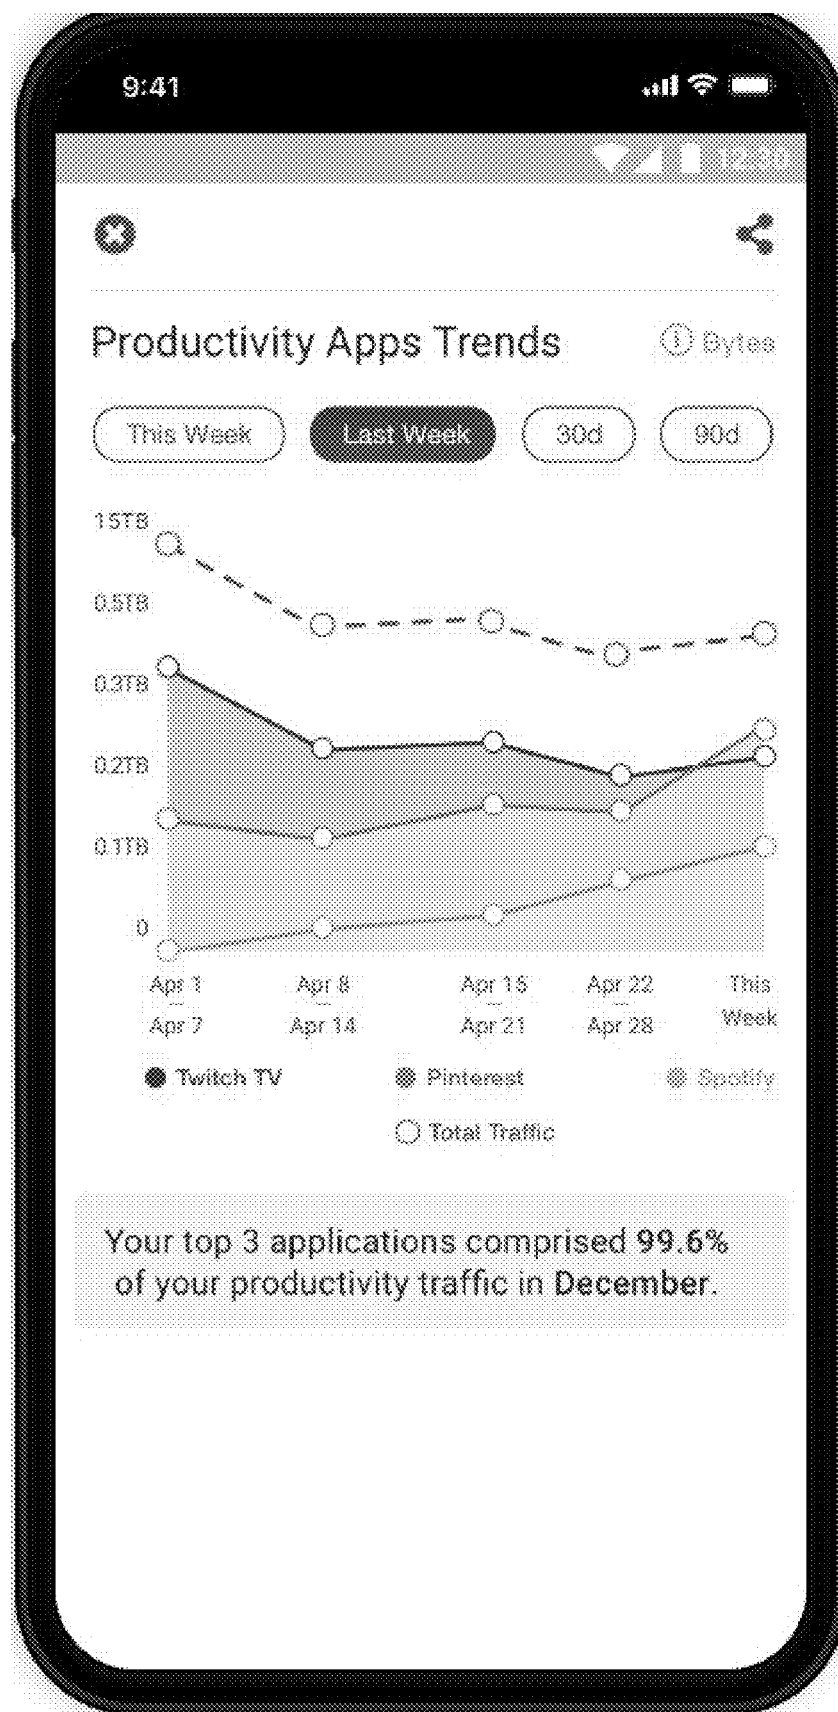 9:41
12:30
Productivity Apps Trends
Bytes
This Week
Last Week
30d
90d
15TB
0.5TB
0.3TB
0.2TB
0.1TB
0
Apr 1
—
Apr 7
Apr 8
—
Apr 14
Apr 15
—
Apr 21
Apr 22
—
Apr 28
This
Week
Twitch TV
Pinterest
Spotify
Total Traffic
Your top 3 applications comprised 99.6%
of your productivity traffic in December.